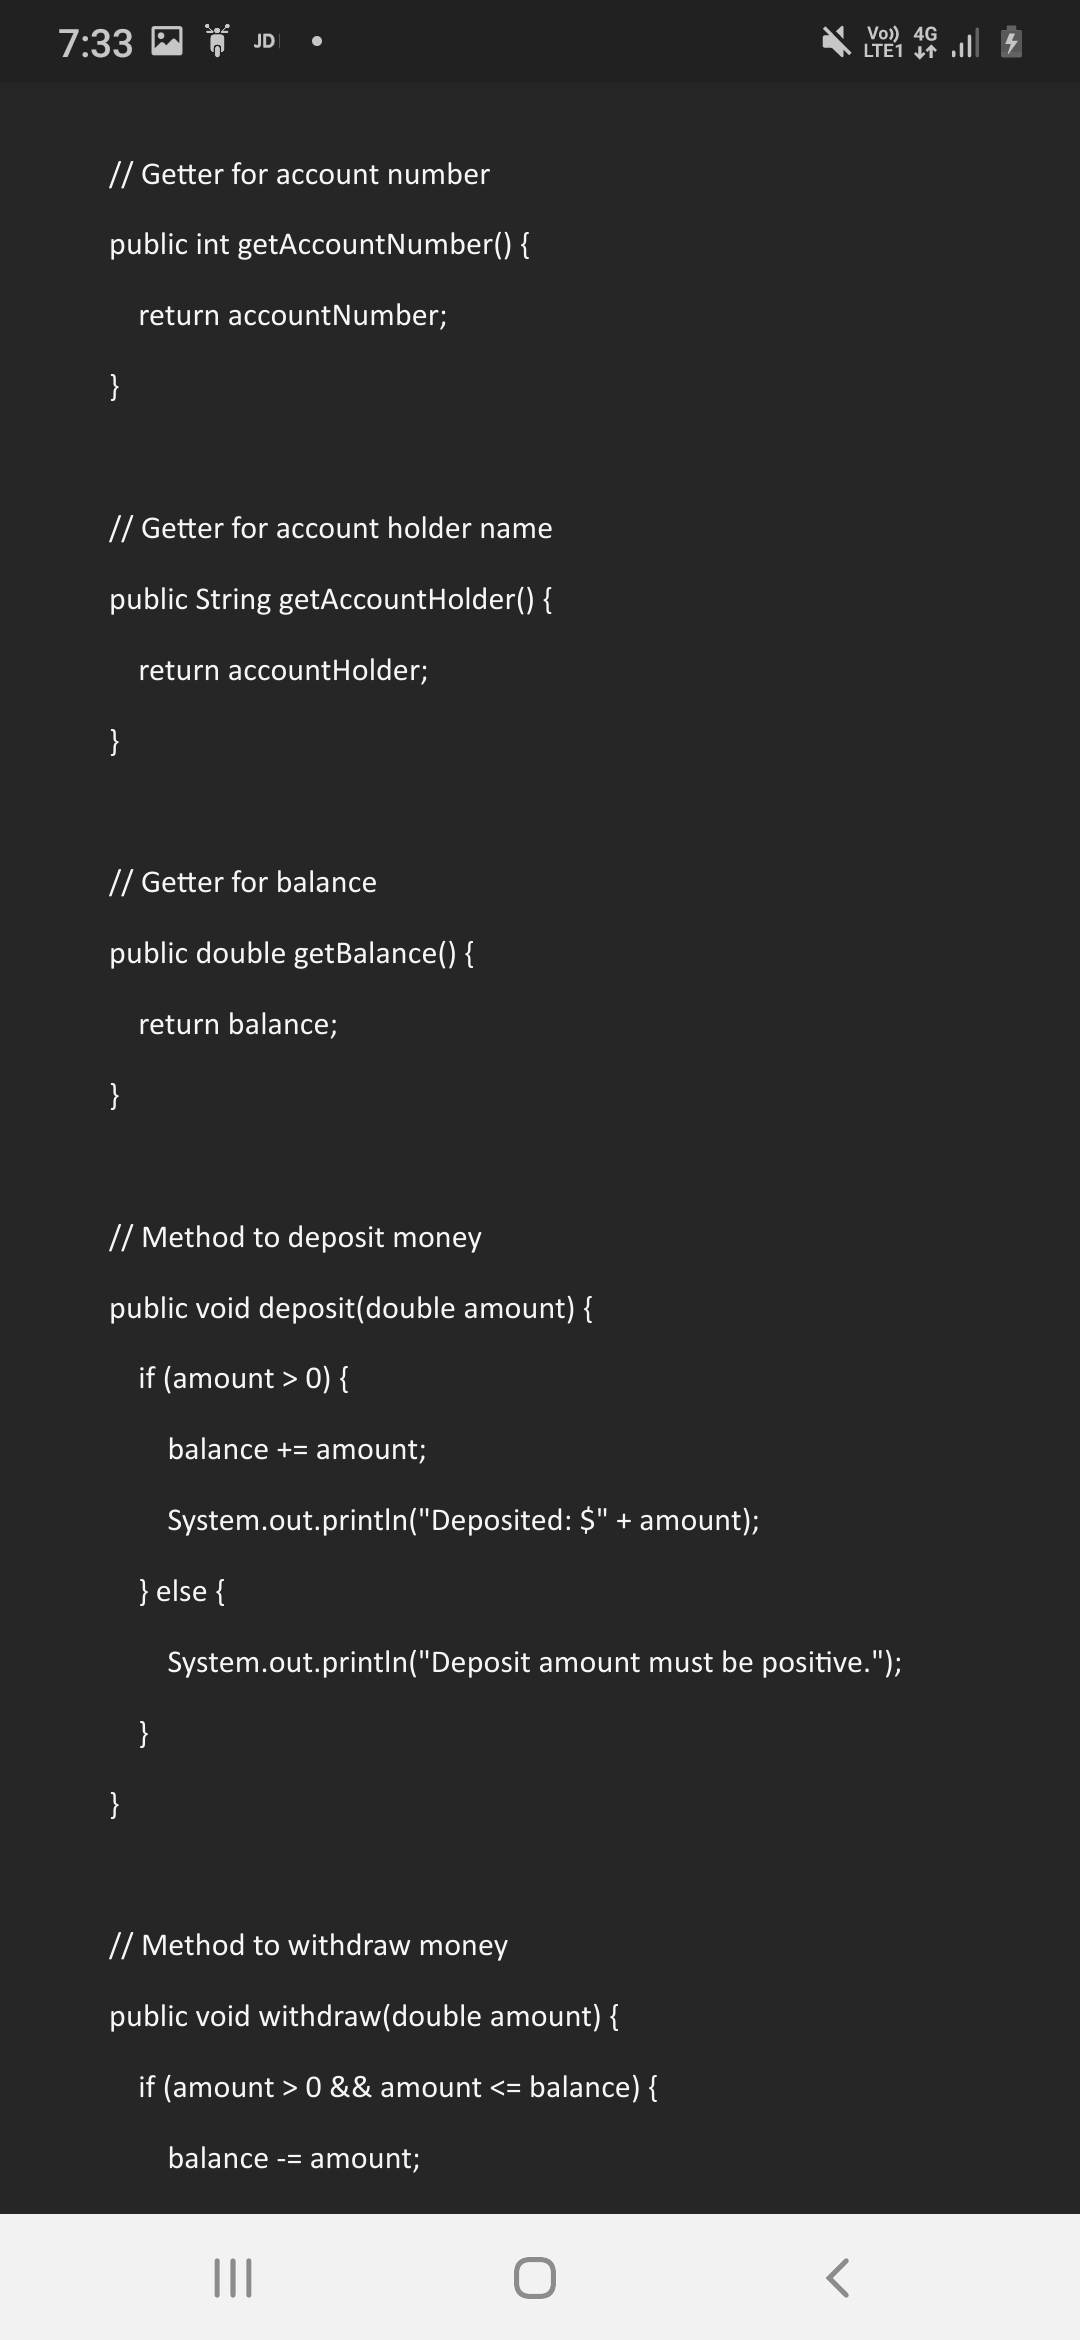 7:33 JD Vo)) LTE1 4G
// Getter for account number
public int getAccountNumber() {
return accountNumber;
}
// Getter for account holder name
public String getAccountHolder() {
return accountHolder;
}
// Getter for balance
public double getBalance() {
return balance;
}
// Method to deposit money
public void deposit(double amount) {
if (amount > 0) {
balance += amount;
System.out.println("Deposited: $" + amount);
} else {
System.out.println("Deposit amount must be positive.");
}
}
// Method to withdraw money
public void withdraw(double amount) {
if (amount > 0 && amount <= balance) {
balance -= amount;